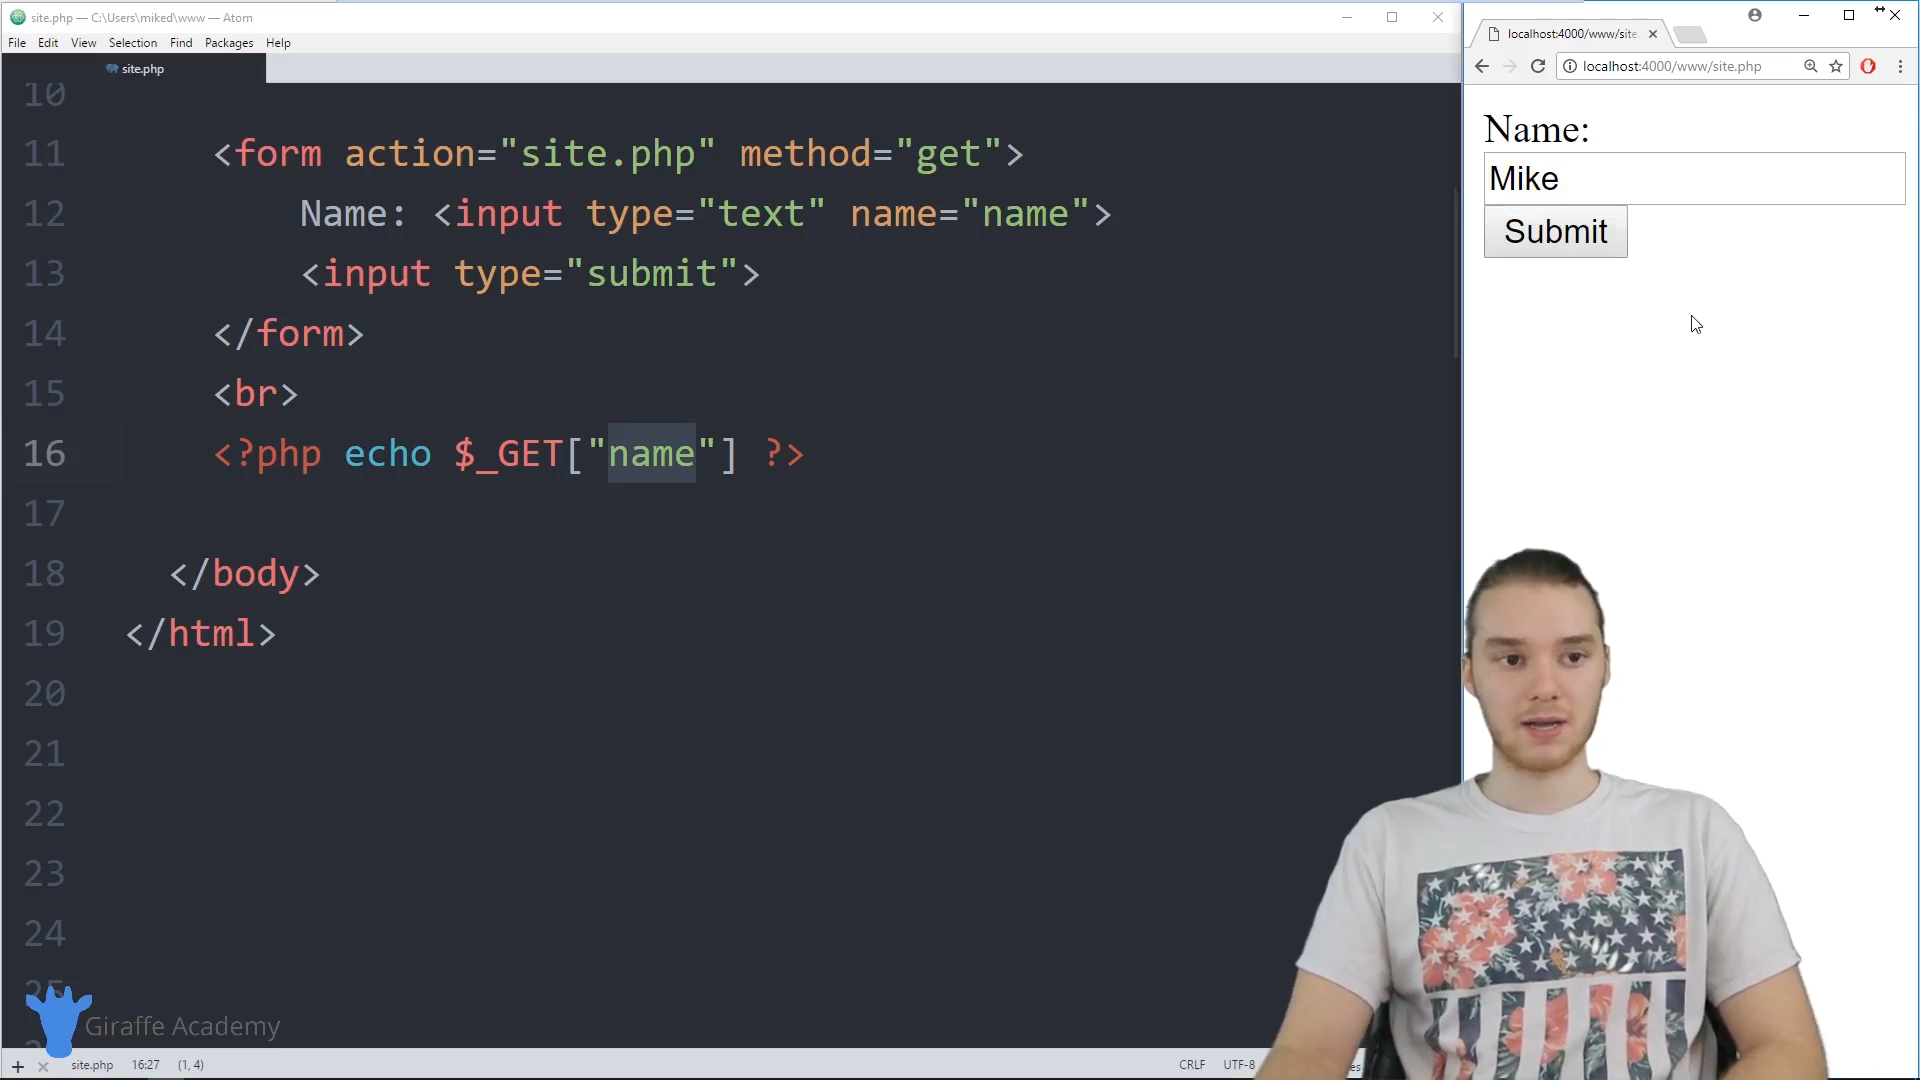 site.php — C:\Users\miked\www — Atom
File Edit View Selection Find Packages Help
site.php
10
11 <form action="site.php" method="get">
12 Name: <input type="text" name="name">
13 <input type="submit">
14 </form>
15 <br>
16 <?php echo $_GET["name"] ?>
17
18 </body>
19 </html>
20
21
22
23
24
25
Giraffe Academy
site.php 16:27 (1, 4) CRLF UTF-8
localhost:4000/www/site
localhost:4000/www/site.php
Name:
Mike
Submit